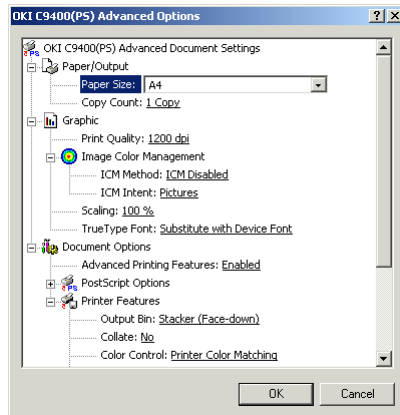 OKI C9400(PS) Advanced Options
OKI C9400(PS) Advanced Document Settings
Paper/Output
Paper Size: A4
Copy Count: 1 Copy
Graphic
Print Quality: 1200 dpi
Image Color Management
ICM Method: ICM Disabled
ICM Intent: Pictures
Scaling: 100 %
TrueType Font: Substitute with Device Font
Document Options
Advanced Printing Features: Enabled
PostScript Options
Printer Features
Output Bin: Stacker (Face-down)
Collate: No
Color Control: Printer Color Matching
OK Cancel